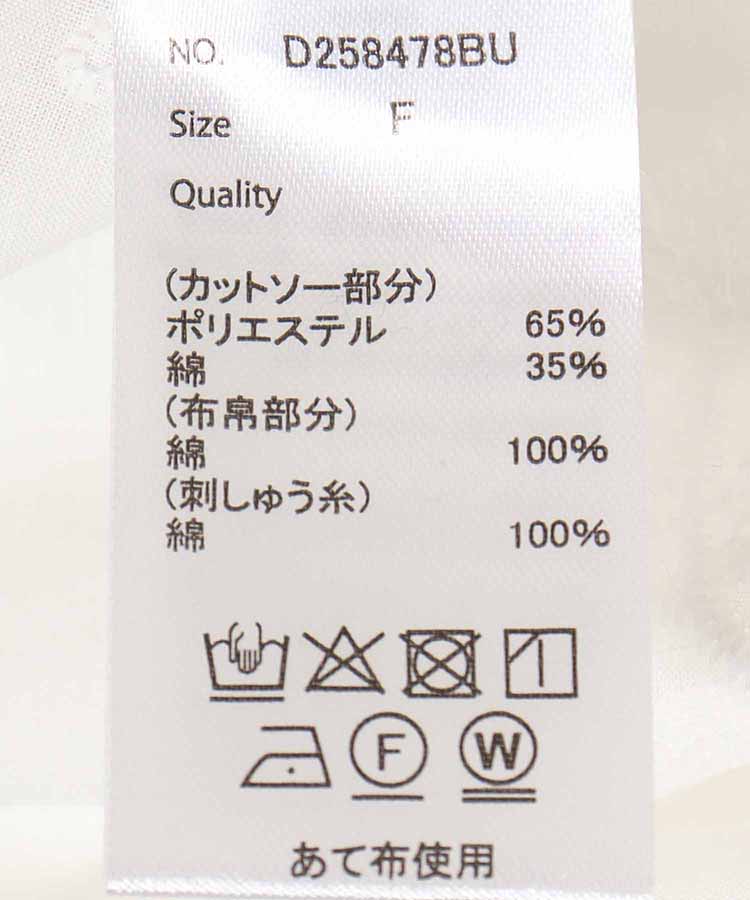 NO. D258478BU
Size F
Quality
(カットソー部分)
ポリエステル 65%
綿 35%
(布帛部分)
綿 100%
(刺しゅう糸)
綿 100%
F W
あて布使用